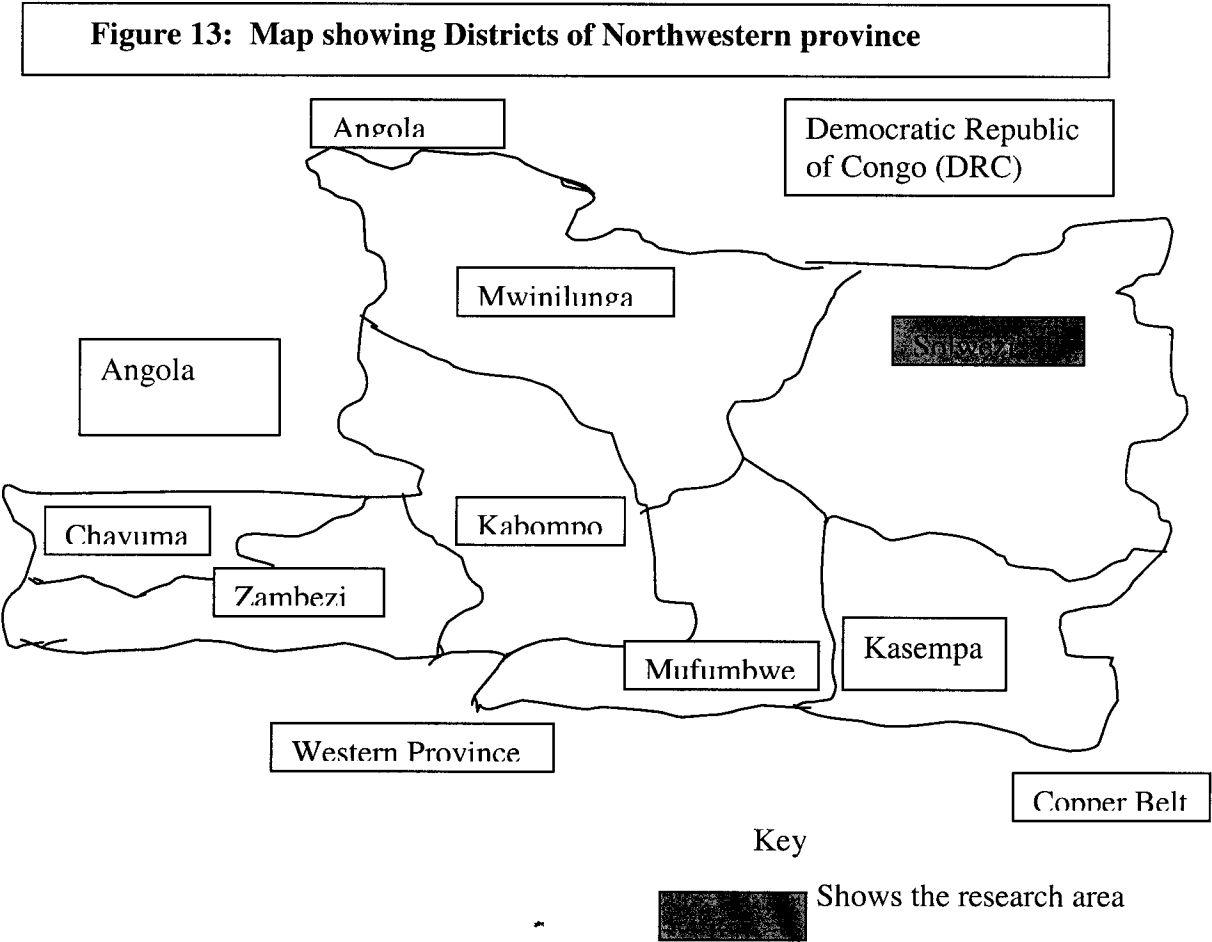 Figure 13: Map showing Districts of Northwestern province
Angola
Democratic Republic
of Congo (DRC)
Mwinilunga
Solwezi
Angola
Chavuma
Kabompo
Zambezi
Mufumbwe
Kasempa
Western Province
Copper Belt
Key
Shows the research area